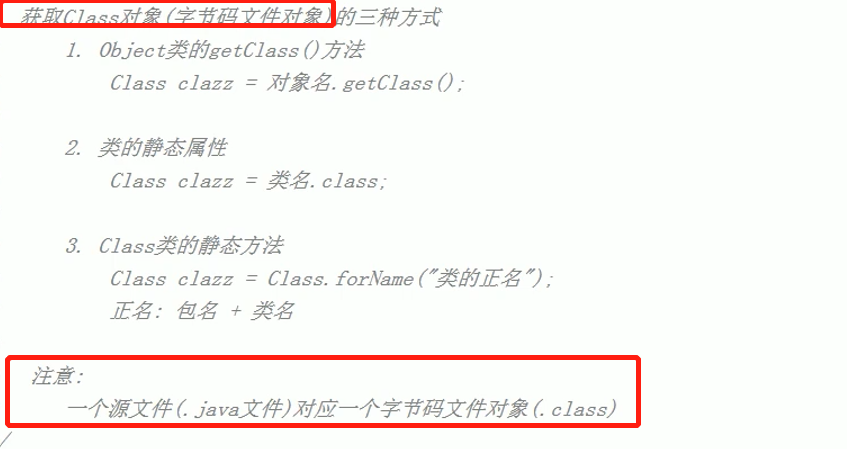 获取Class对象(字节码文件对象)的三种方式
1. Object类的getClass()方法
Class clazz = 对象名.getClass();
2. 类的静态属性
Class clazz = 类名.class;
3. Class类的静态方法
Class clazz = Class.forName("类的正名");
正名: 包名 + 类名
注意:
一个源文件(.java文件)对应一个字节码文件对象(.class)
/